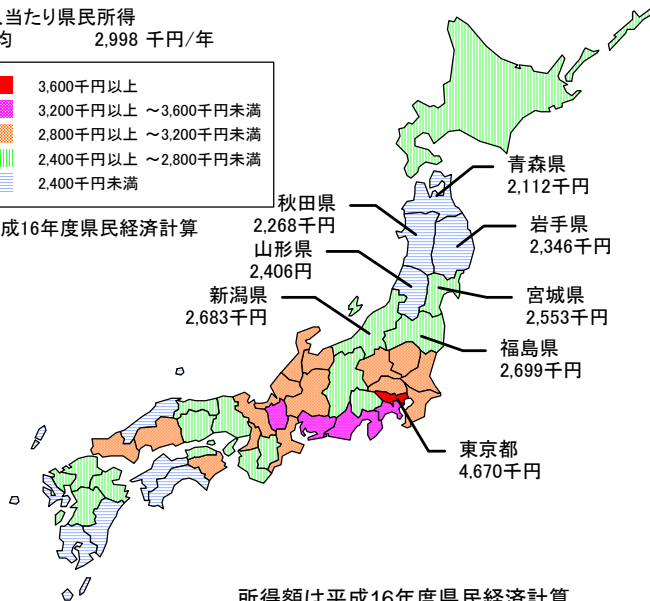 当たり県民所得
均 2,998 千円/年
3,600千円以上
3,200千円以上 ～3,600千円未満
2,800千円以上 ～3,200千円未満
2,400千円以上 ～2,800千円未満
2,400千円未満
成16年度県民経済計算
青森県
2,112千円
秋田県
2,268千円
岩手県
2,346千円
山形県
2,406円
新潟県
2,683千円
宮城県
2,553千円
福島県
2,699千円
東京都
4,670千円
所得額は平成16年度県民経済計算